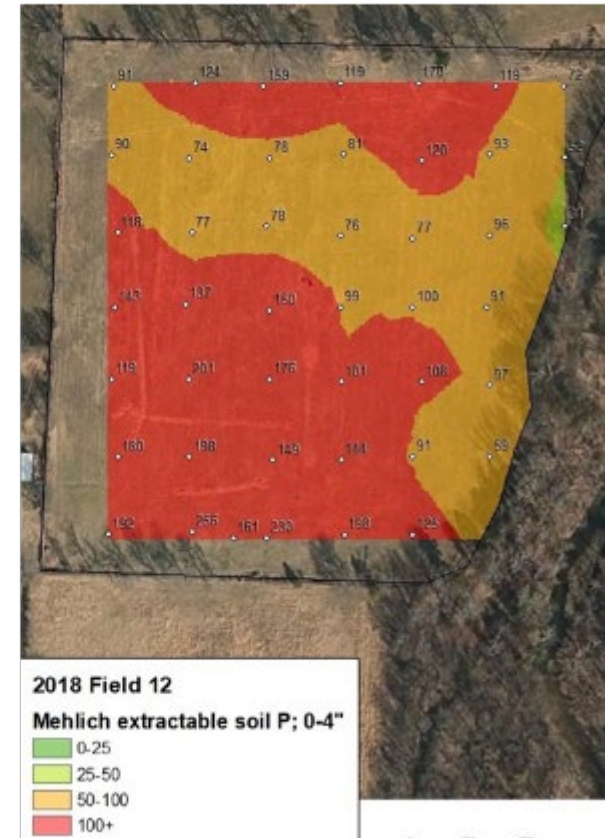 91 124 159 119 170 119 72
90 74 78 81 120 93
118 77 78 76 77 95
143 137 150 99 100 91
119 201 176 101 106 97
180 198 149 144 91 59
192 256 161 230 198 125
2018 Field 12
Mehlich extractable soil P; 0-4"
0-25
25-50
50-100
100+